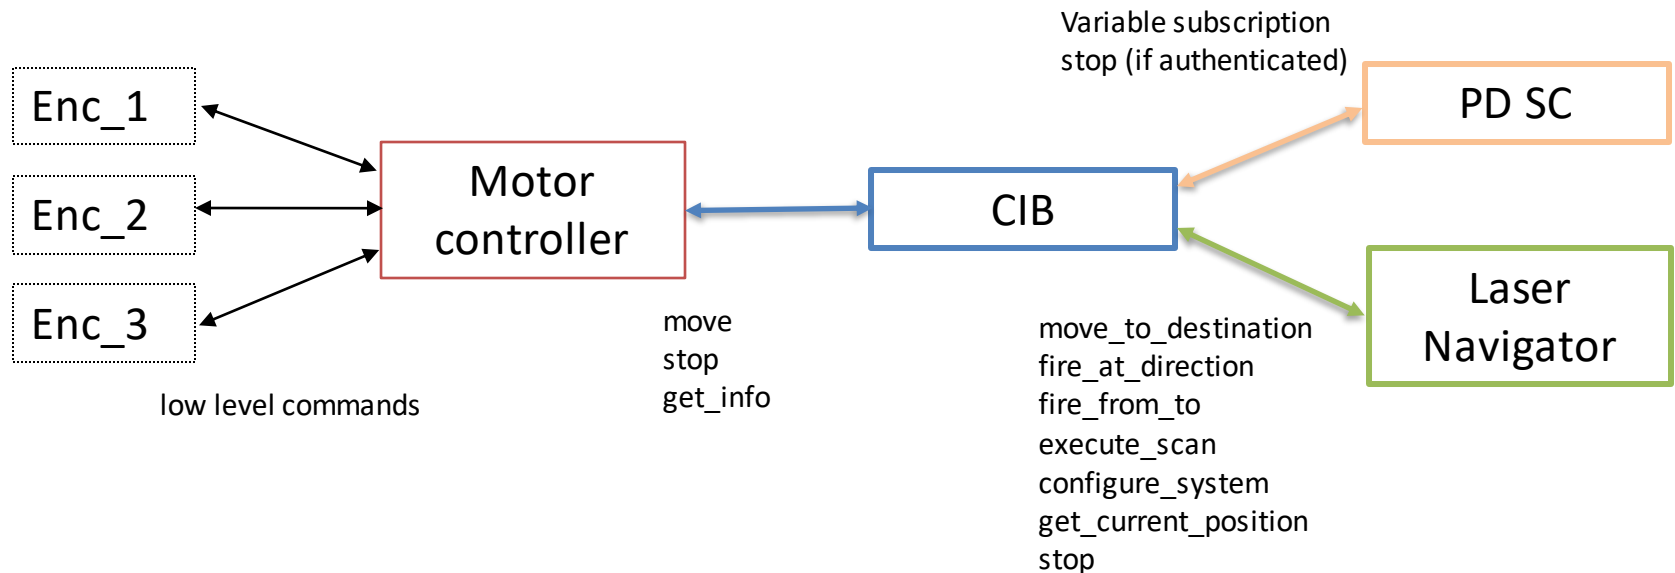 Variable subscription
stop (if authenticated)
Enc_1
Enc_2
Enc_3
low level commands
Motor
controller
move
stop
get_info
CIB
PD SC
Laser
Navigator
move_to_destination
fire_at_direction
fire_from_to
execute_scan
configure_system
get_current_position
stop